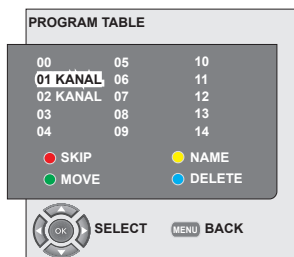 PROGRAM TABLE
00 05 10
01 KANAL 06 11
02 KANAL 07 12
03 08 13
04 09 14
SKIP NAME
MOVE DELETE
OK SELECT MENU BACK